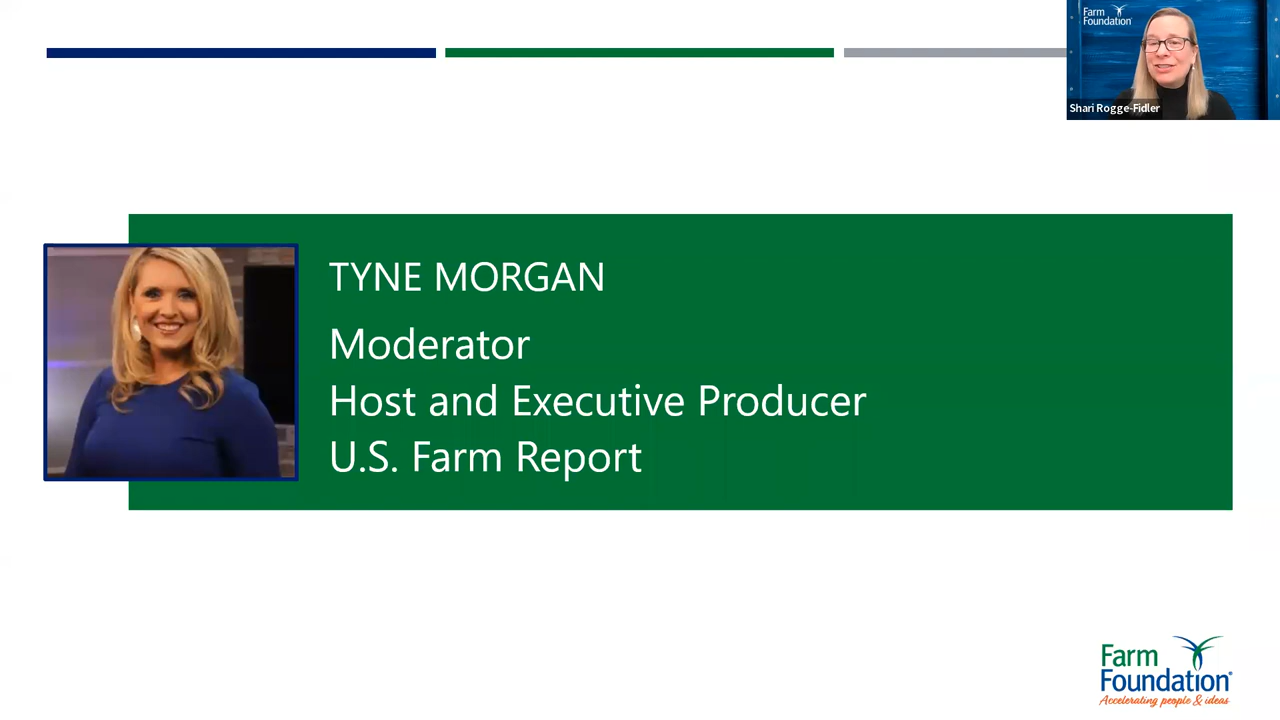 Farm
Foundation
Shari Rogge-Fidler
TYNE MORGAN
Moderator
Host and Executive Producer
U.S. Farm Report
Farm
Foundation®
Accelerating people & ideas